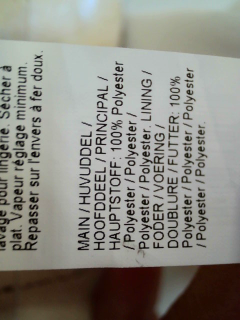 lavage pour lingerie. Sécher à
plat. Vapeur réglage minimum.
Repasser sur l'envers à fer doux.
MAIN / HUVUDDEL /
HOOFDDEEL / PRINCIPAL /
HAUPTSTOFF: 100% Polyester
/ Polyester / Polyester /
Polyester / Polyester. LINING /
FODER / VOERING /
DOUBLURE / FUTTER: 100%
Polyester / Polyester / Polyester
/ Polyester / Polyester.